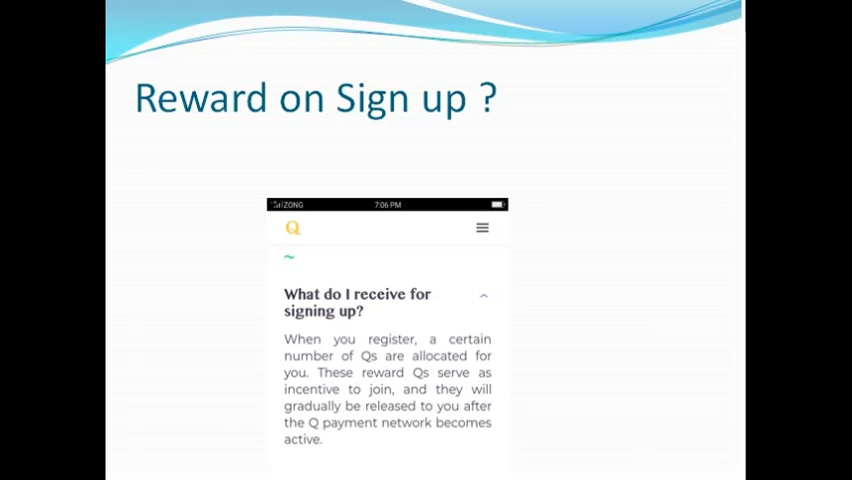 Reward on Sign up ?
ZONG 7:06 PM
Q
~
What do I receive for
signing up?
When you register, a certain
number of Qs are allocated for
you. These reward Qs serve as
incentive to join, and they will
gradually be released to you after
the Q payment network becomes
active.